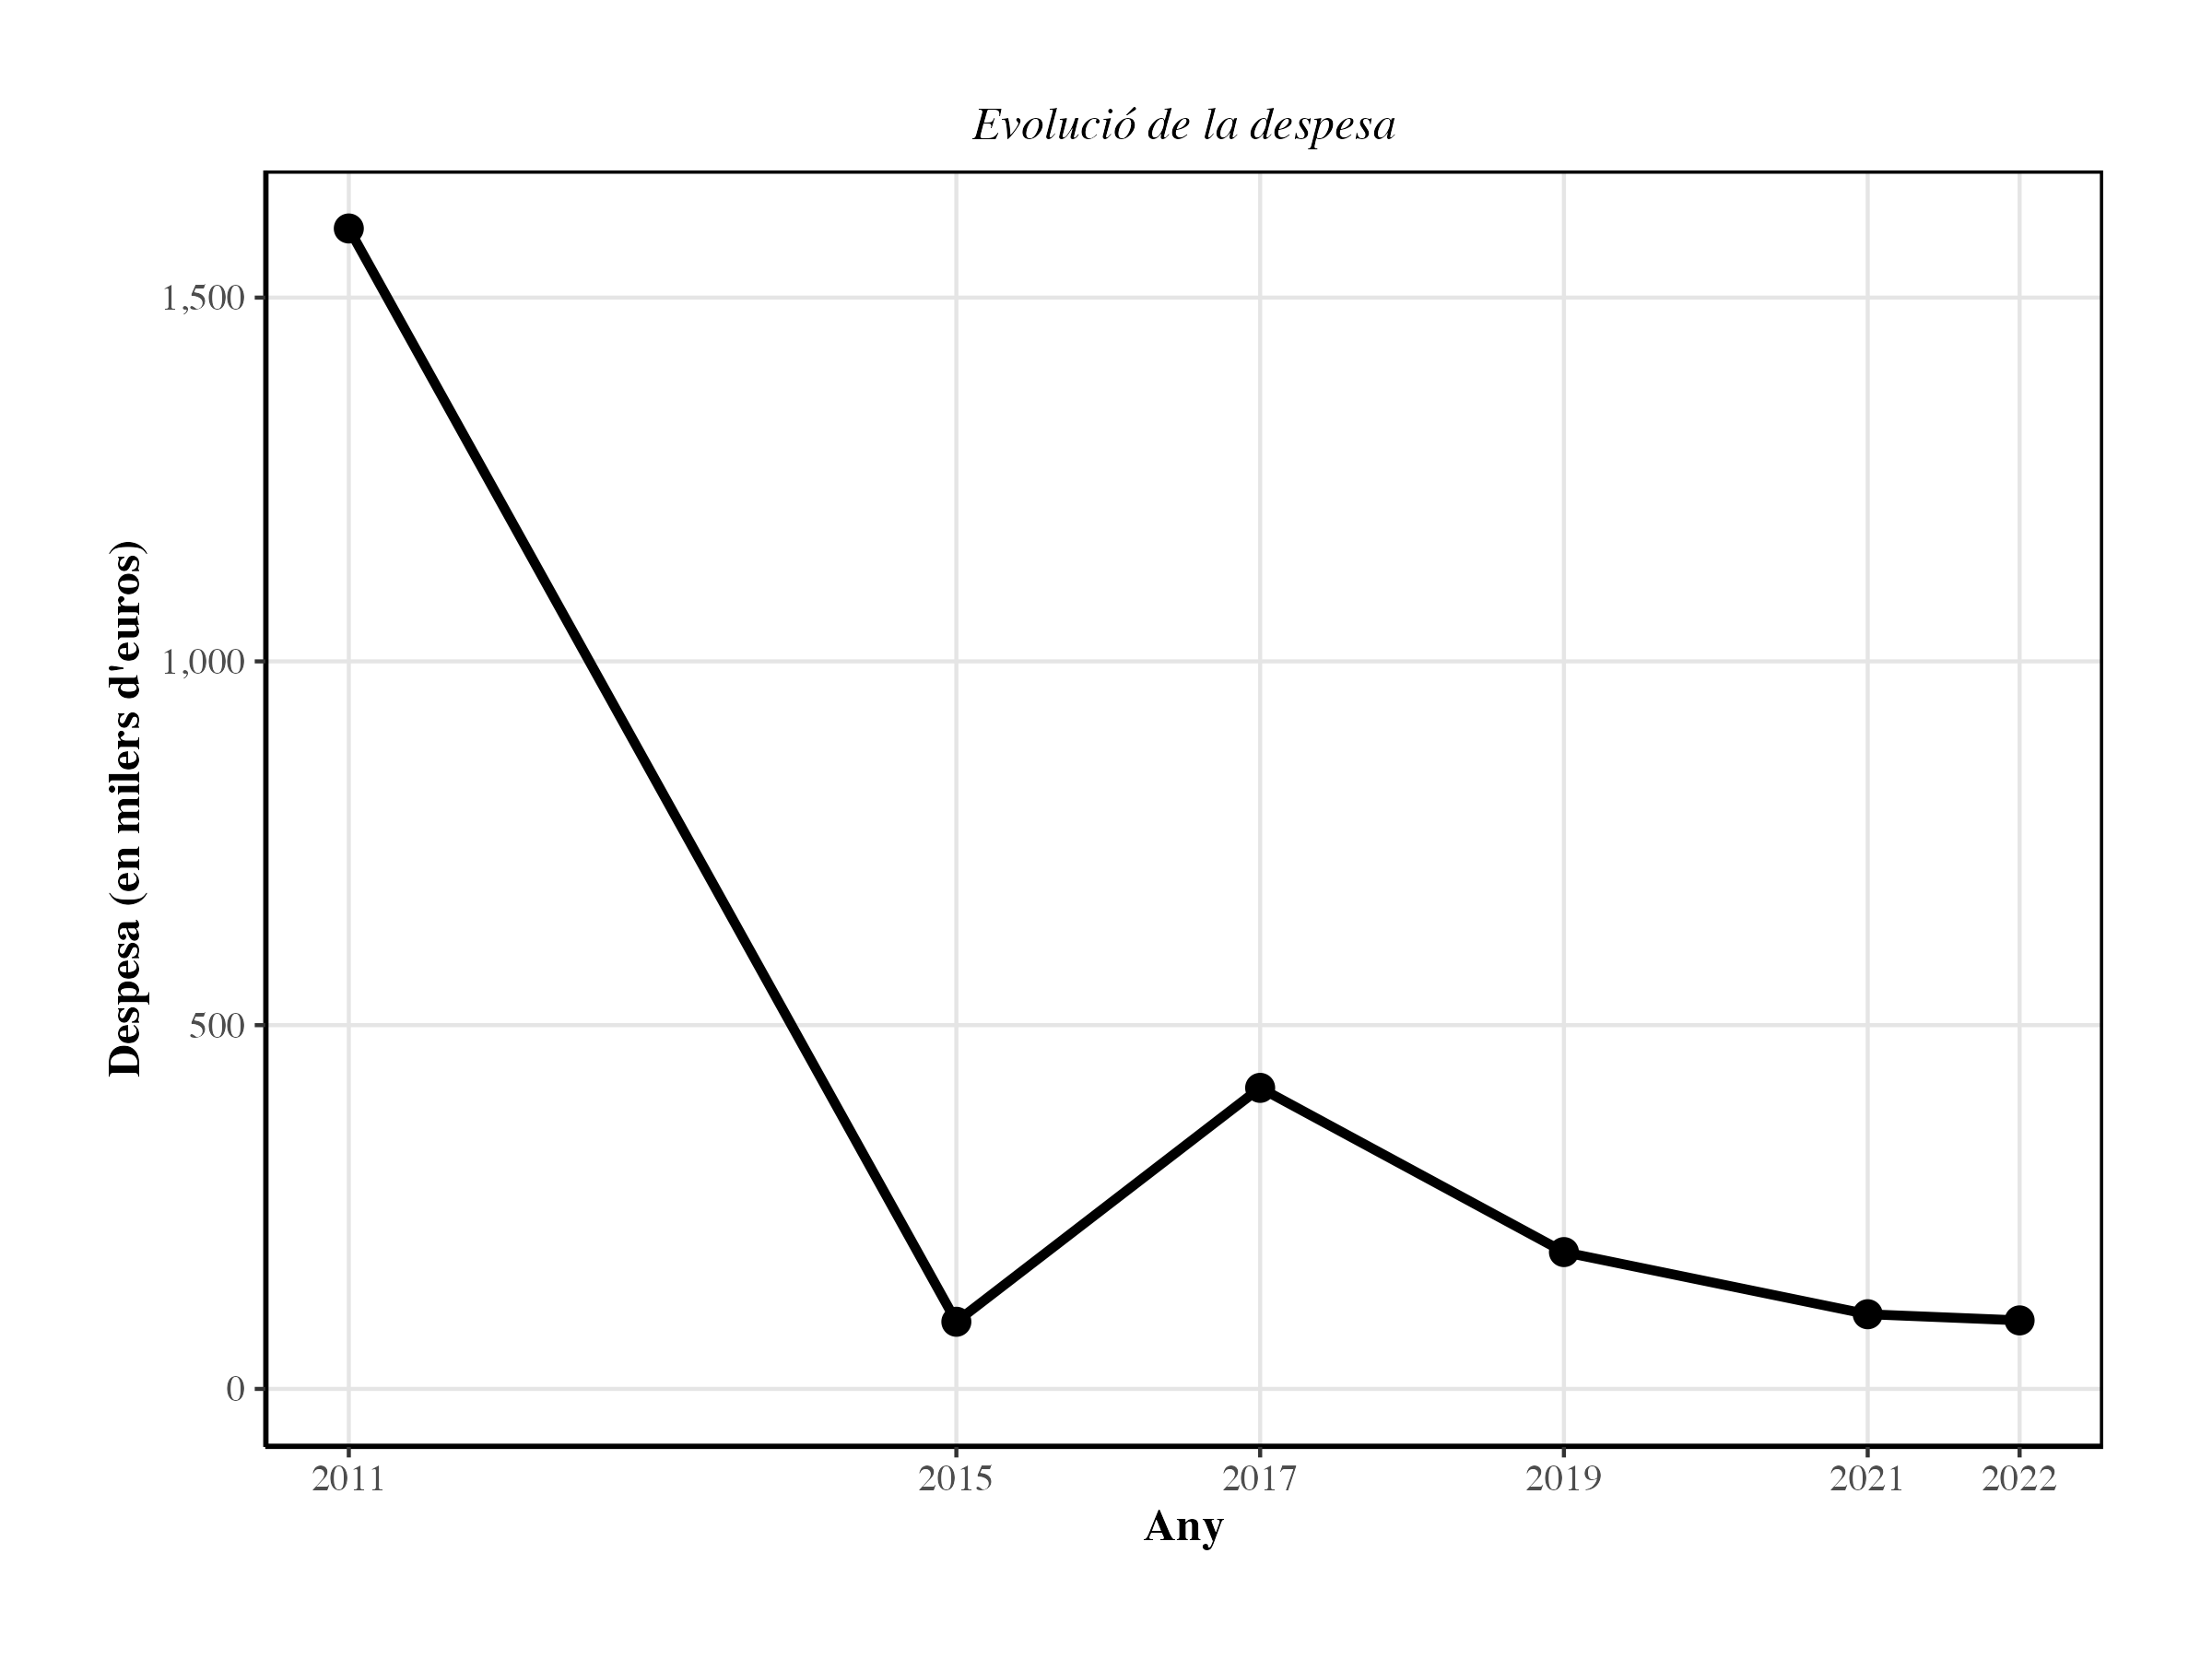 Evolució de la despesa
Despesa (en milers d'euros)
1,500
1,000
500
0
2011 2015 2017 2019 2021 2022
Any